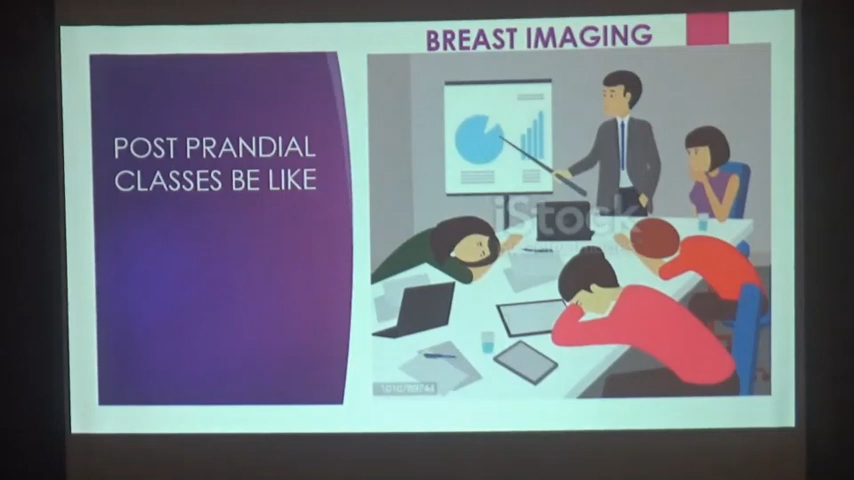 BREAST IMAGING
POST PRANDIAL
CLASSES BE LIKE
iStock